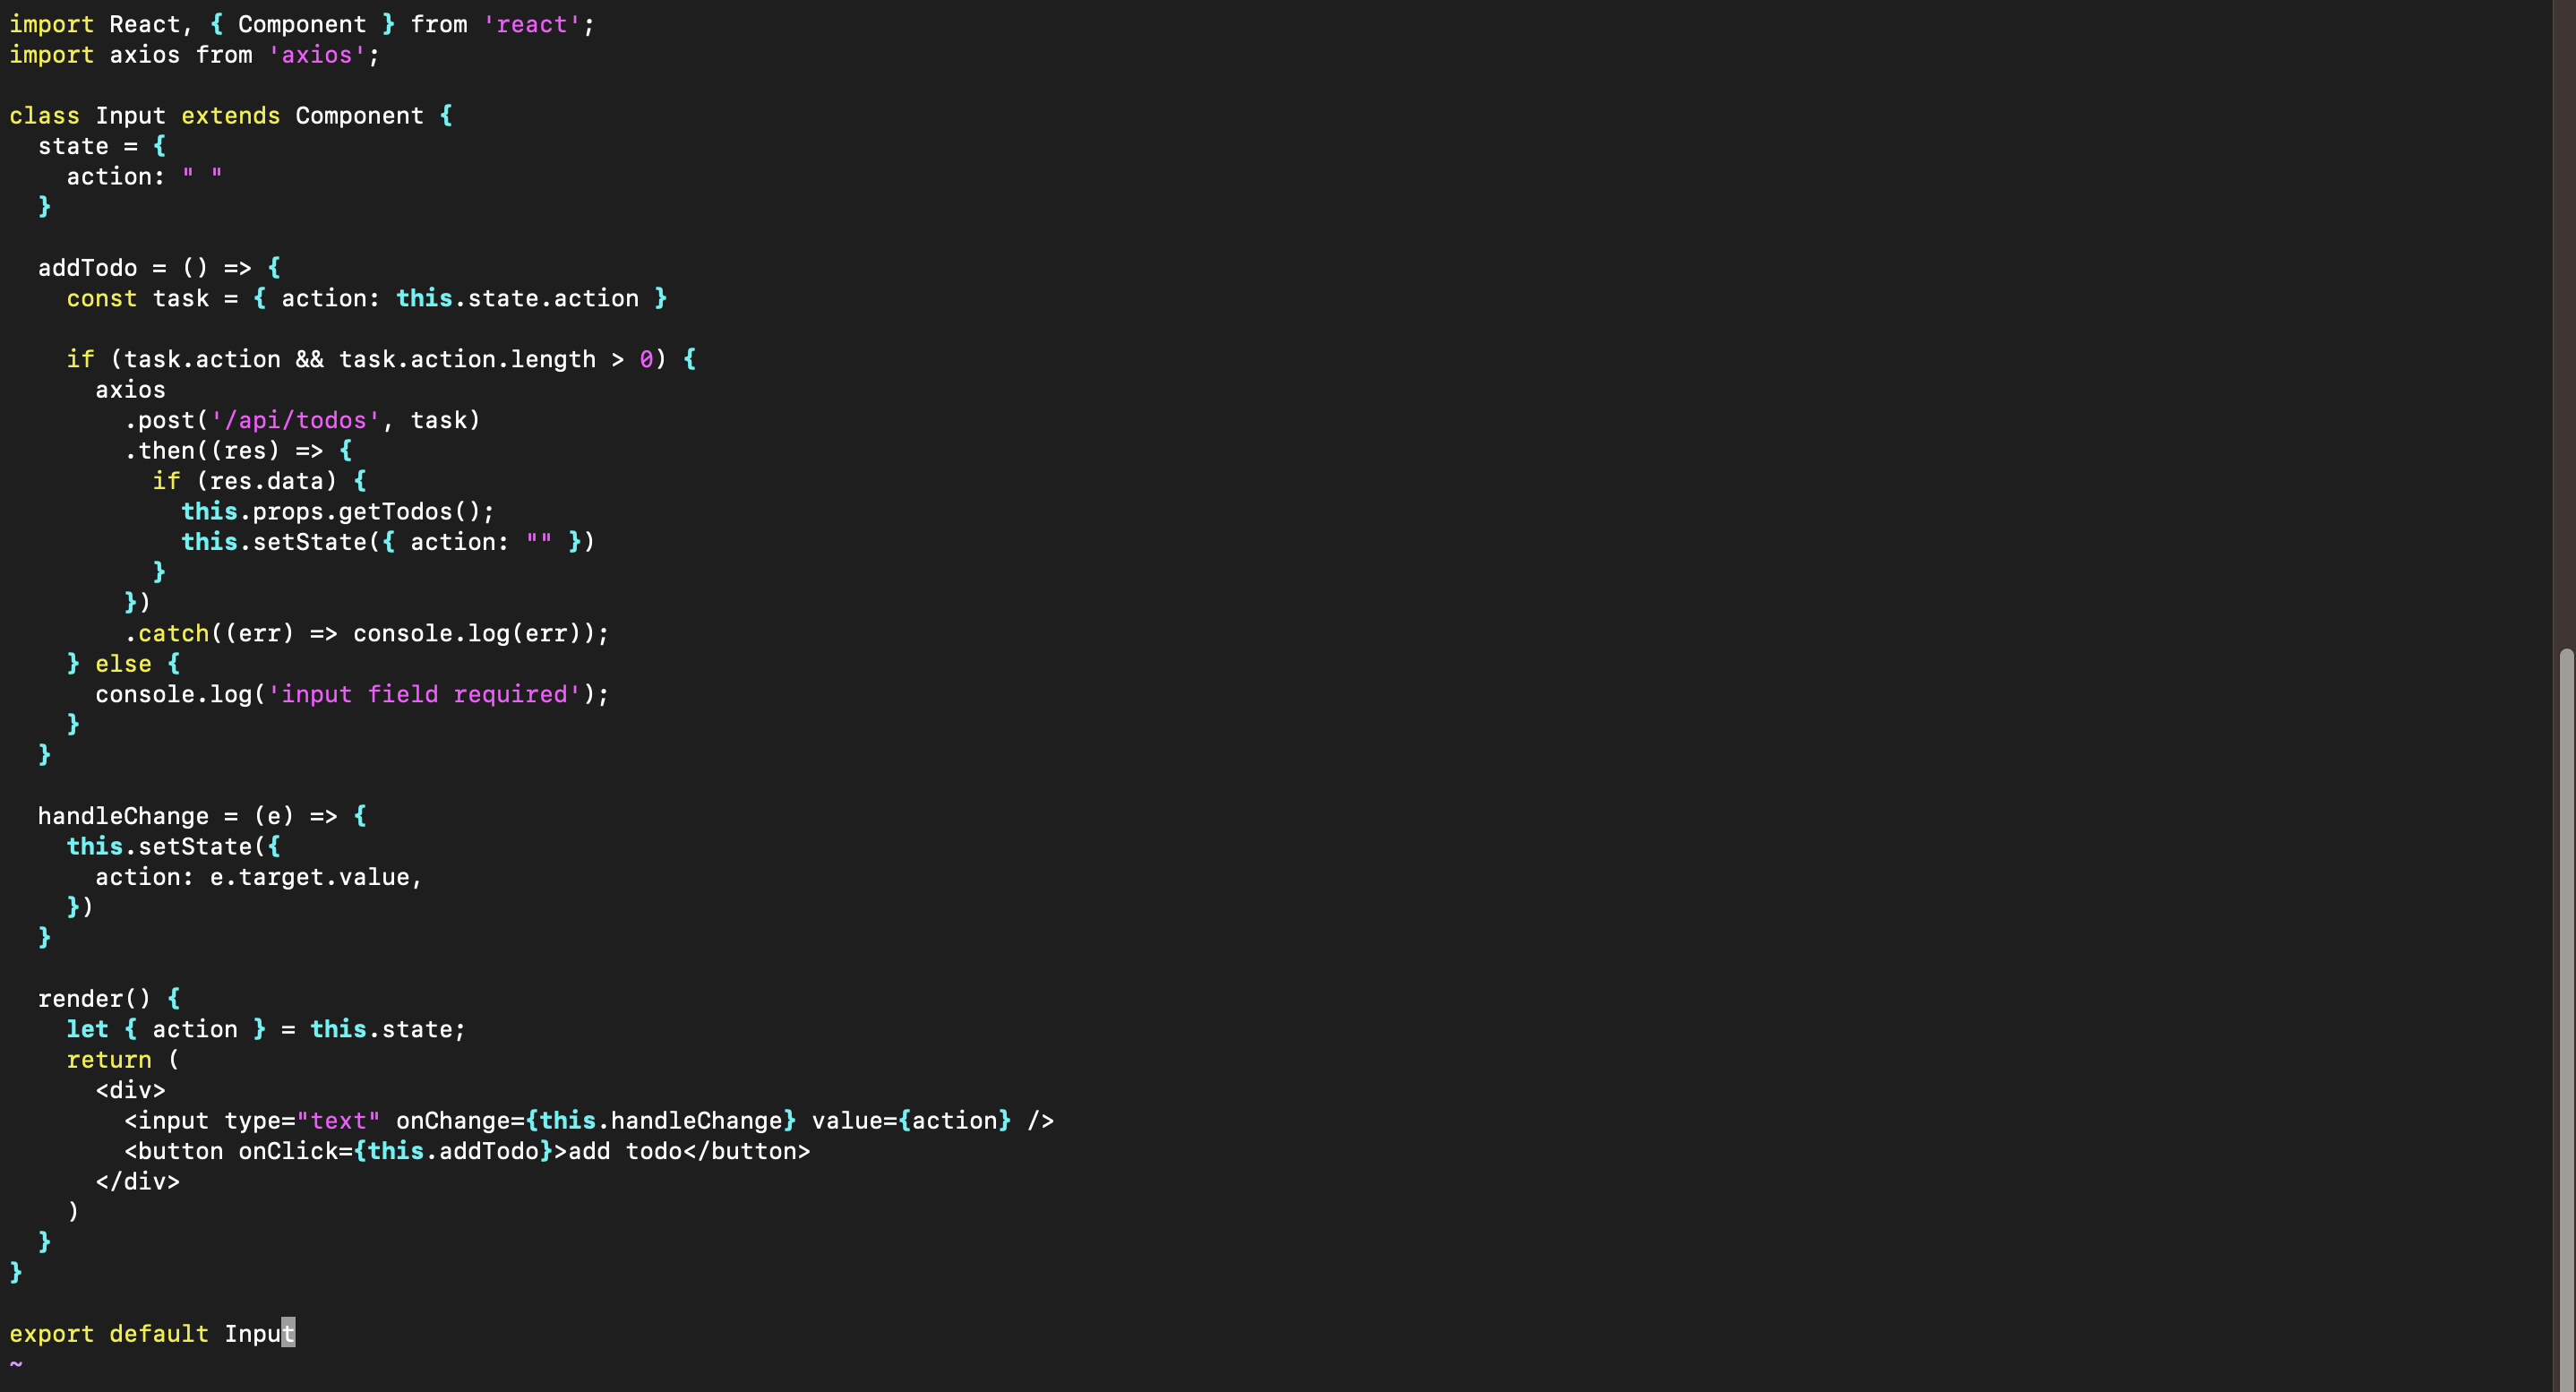 import React, { Component } from 'react';
import axios from 'axios';

class Input extends Component {
  state = {
    action: " "
  }

  addTodo = () => {
    const task = { action: this.state.action }

    if (task.action && task.action.length > 0) {
      axios
        .post('/api/todos', task)
        .then((res) => {
          if (res.data) {
            this.props.getTodos();
            this.setState({ action: "" })
          }
        })
        .catch((err) => console.log(err));
    } else {
      console.log('input field required');
    }
  }

  handleChange = (e) => {
    this.setState({
      action: e.target.value,
    })
  }

  render() {
    let { action } = this.state;
    return (
      <div>
        <input type="text" onChange={this.handleChange} value={action} />
        <button onClick={this.addTodo}>add todo</button>
      </div>
    )
  }
}

export default Input
~